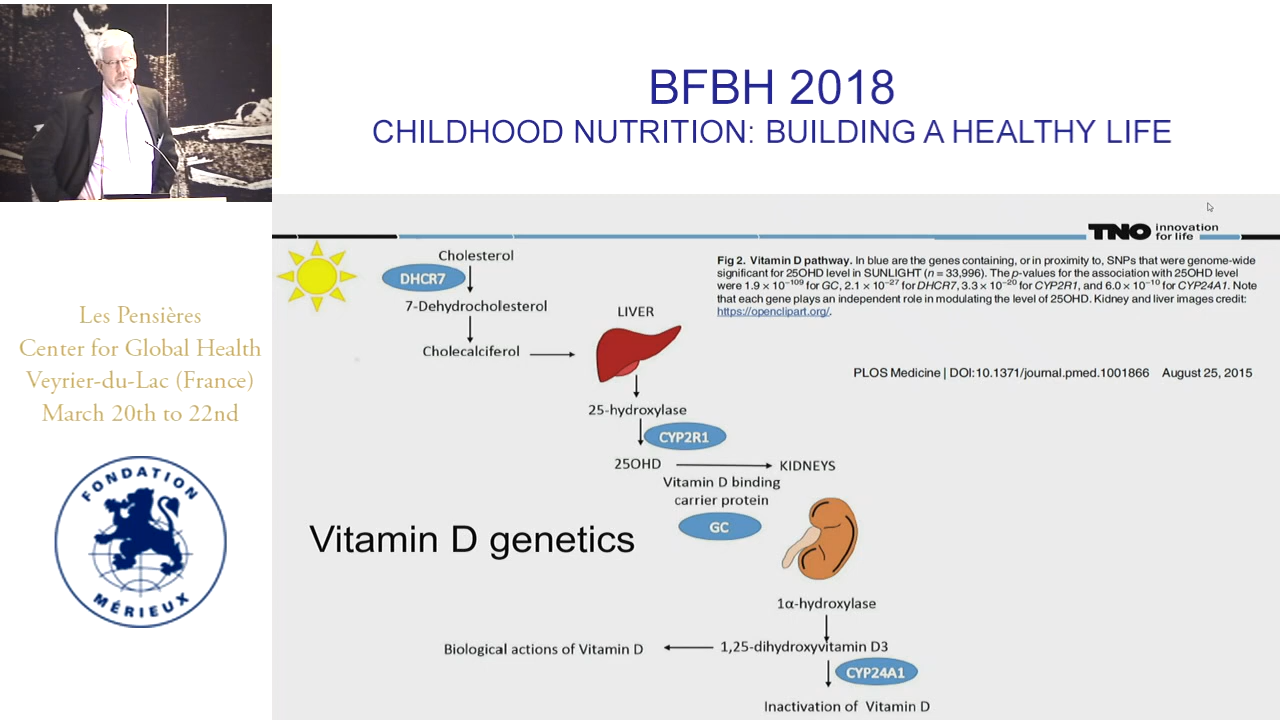 BFBH 2018
CHILDHOOD NUTRITION: BUILDING A HEALTHY LIFE
Les Pensières
Center for Global Health
Veyrier-du-Lac (France)
March 20th to 22nd
FONDATION
MÉRIEUX
TNO innovation
for life
Cholesterol
DHCR7
7-Dehydrocholesterol
Cholecalciferol
LIVER
Fig 2. Vitamin D pathway. In blue are the genes containing, or in proximity to, SNPs that were genome-wide
significant for 25OHD level in SUNLIGHT (n = 33,996). The p-values for the association with 25OHD level
were 1.9 × 10⁻¹⁰⁹ for GC, 2.1 × 10⁻²⁷ for DHCR7, 3.3 × 10⁻²⁰ for CYP2R1, and 6.0 × 10⁻¹⁰ for CYP24A1. Note
that each gene plays an independent role in modulating the level of 25OHD. Kidney and liver images credit:
https://openclipart.org/.
PLOS Medicine | DOI:10.1371/journal.pmed.1001866 August 25, 2015
25-hydroxylase
CYP2R1
25OHD
KIDNEYS
Vitamin D binding
carrier protein
GC
Vitamin D genetics
1α-hydroxylase
Biological actions of Vitamin D
1,25-dihydroxyvitamin D3
CYP24A1
Inactivation of Vitamin D